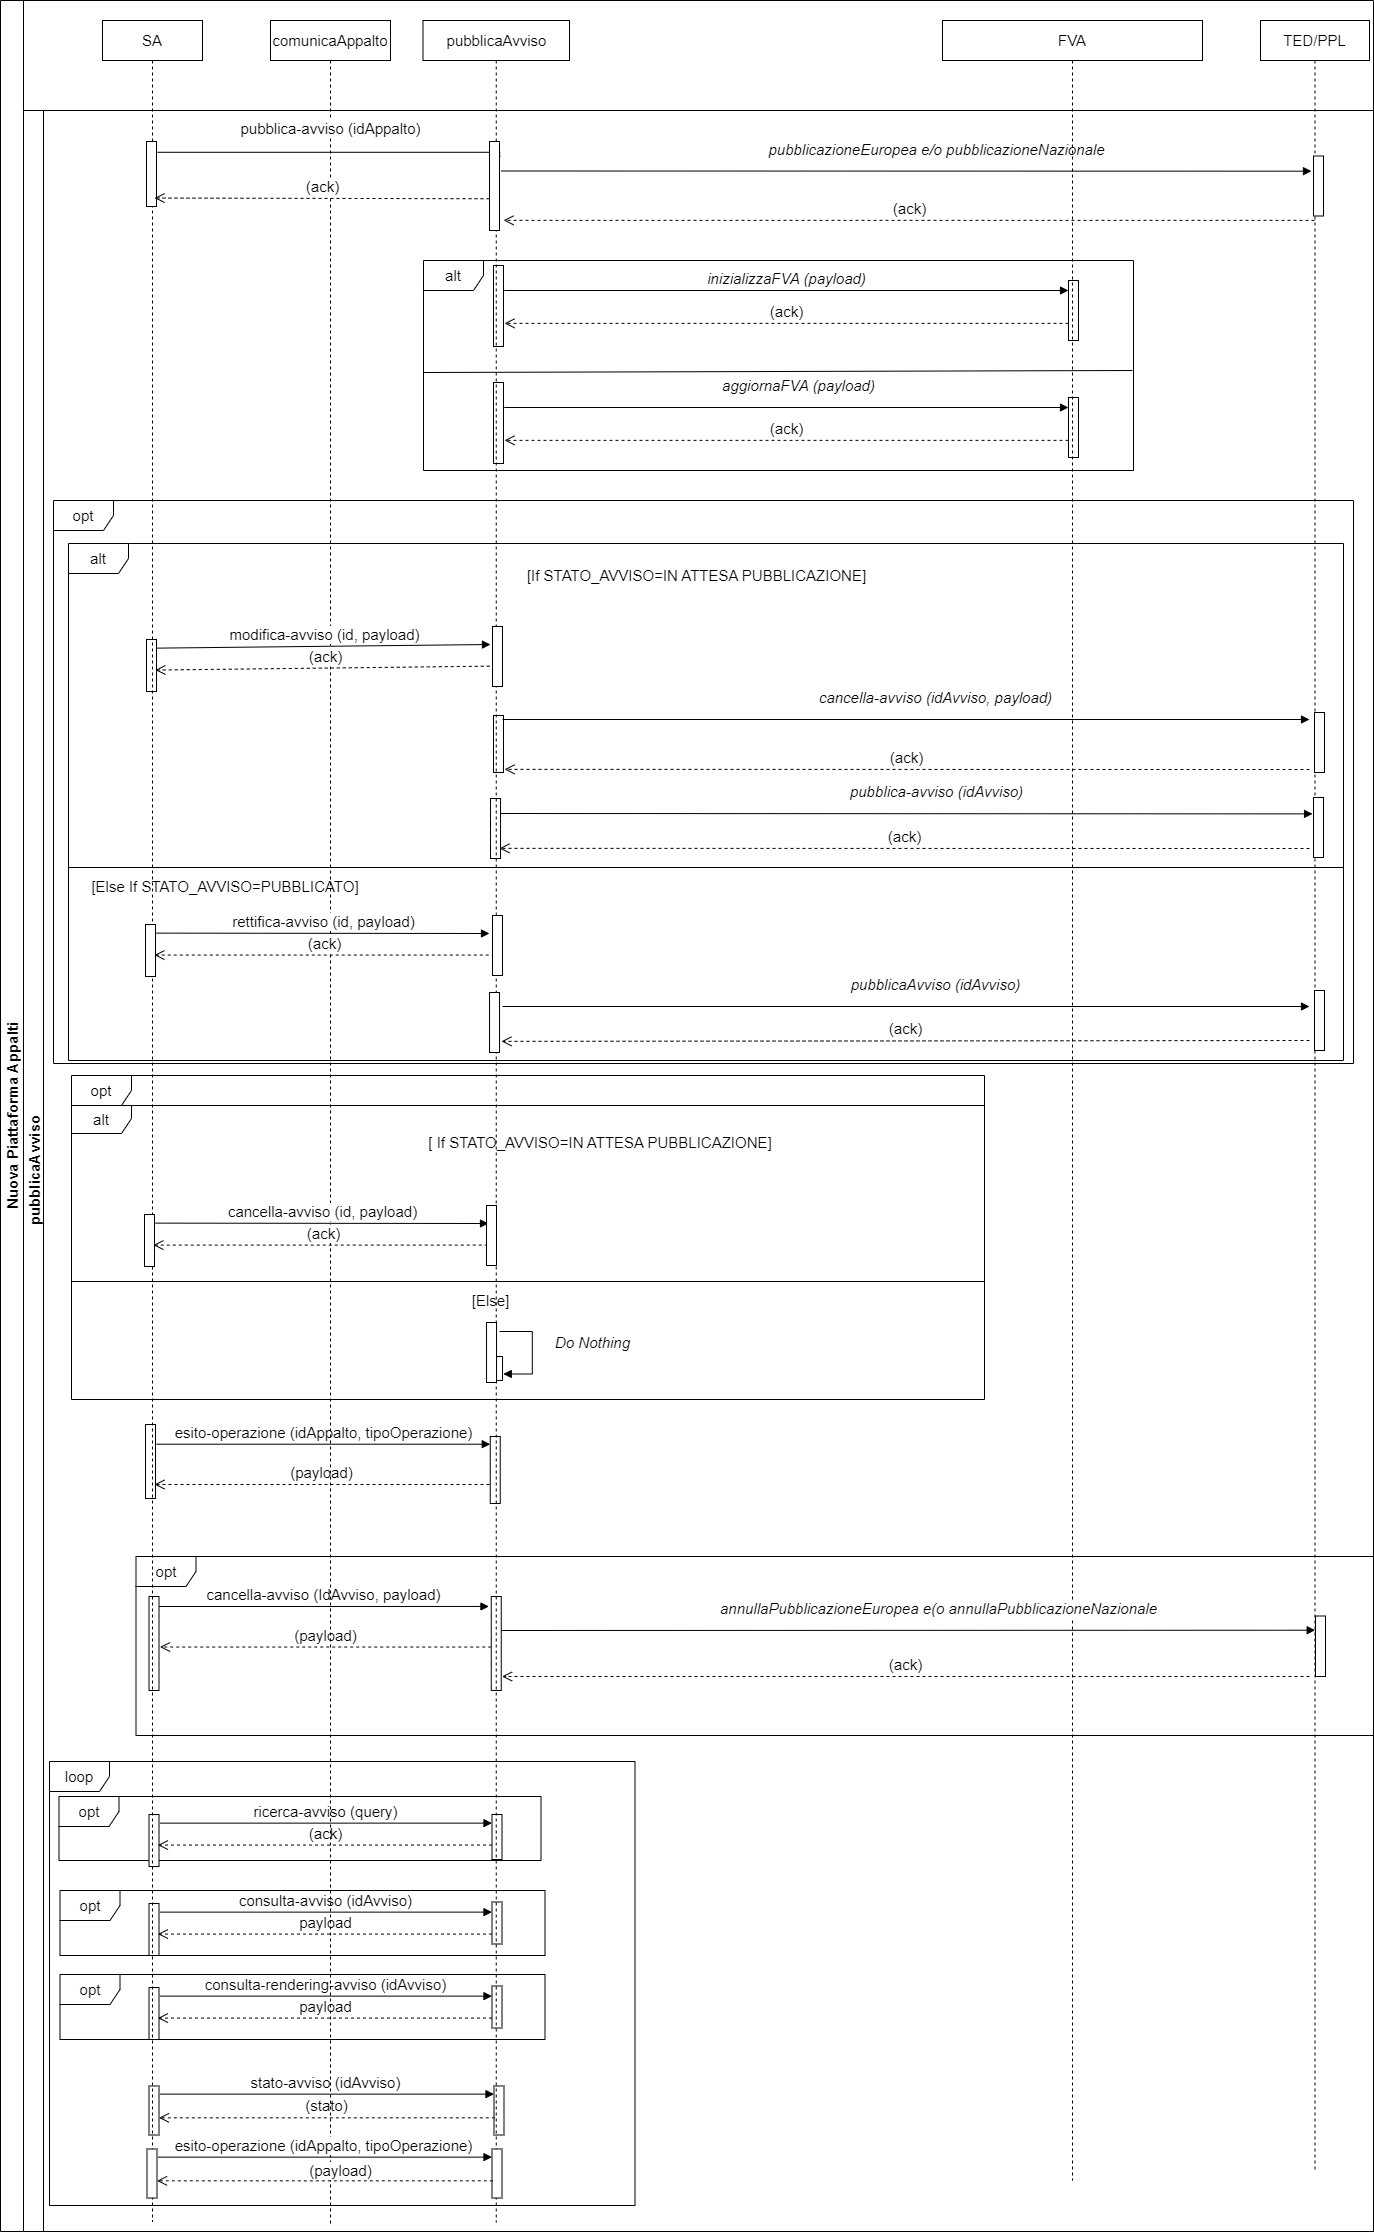 SA
comunicaAppalto
pubblicaAvviso
FVA
TED/PPL
Nuova Piattaforma Appalti
pubblicaAvviso
pubblica-avviso (idAppalto)
pubblicazioneEuropea e/o pubblicazioneNazionale
(ack)
(ack)
alt
inizializzaFVA (payload)
(ack)
aggiornaFVA (payload)
(ack)
opt
alt
[If STATO_AVVISO=IN ATTESA PUBBLICAZIONE]
modifica-avviso (id, payload)
(ack)
cancella-avviso (idAvviso, payload)
(ack)
pubblica-avviso (idAvviso)
(ack)
[Else If STATO_AVVISO=PUBBLICATO]
rettifica-avviso (id, payload)
(ack)
pubblicaAvviso (idAvviso)
(ack)
opt
alt
[ If STATO_AVVISO=IN ATTESA PUBBLICAZIONE]
cancella-avviso (id, payload)
(ack)
[Else]
Do Nothing
esito-operazione (idAppalto, tipoOperazione)
(payload)
opt
cancella-avviso (IdAvviso, payload)
annullaPubblicazioneEuropea e(o annullaPubblicazioneNazionale
(payload)
(ack)
loop
opt
ricerca-avviso (query)
(ack)
opt
consulta-avviso (idAvviso)
payload
opt
consulta-rendering-avviso (idAvviso)
payload
stato-avviso (idAvviso)
(stato)
esito-operazione (idAppalto, tipoOperazione)
(payload)